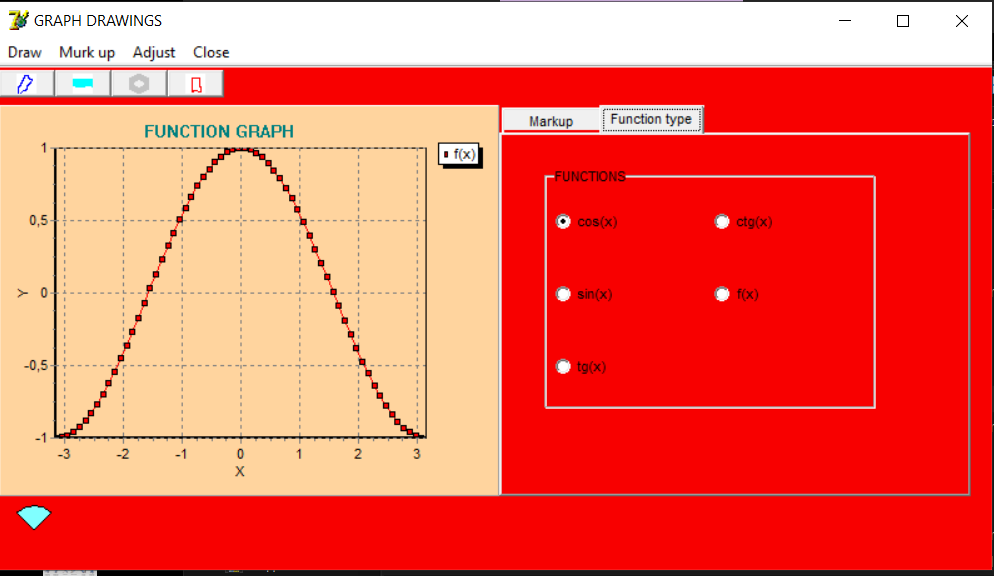 GRAPH DRAWINGS
Draw Murk up Adjust Close
FUNCTION GRAPH
f(x)
1
0,5
0
-0,5
-1
Y
-3 -2 -1 0 1 2 3
X
Markup Function type
FUNCTIONS
cos(x) ctg(x)
sin(x) f(x)
tg(x)